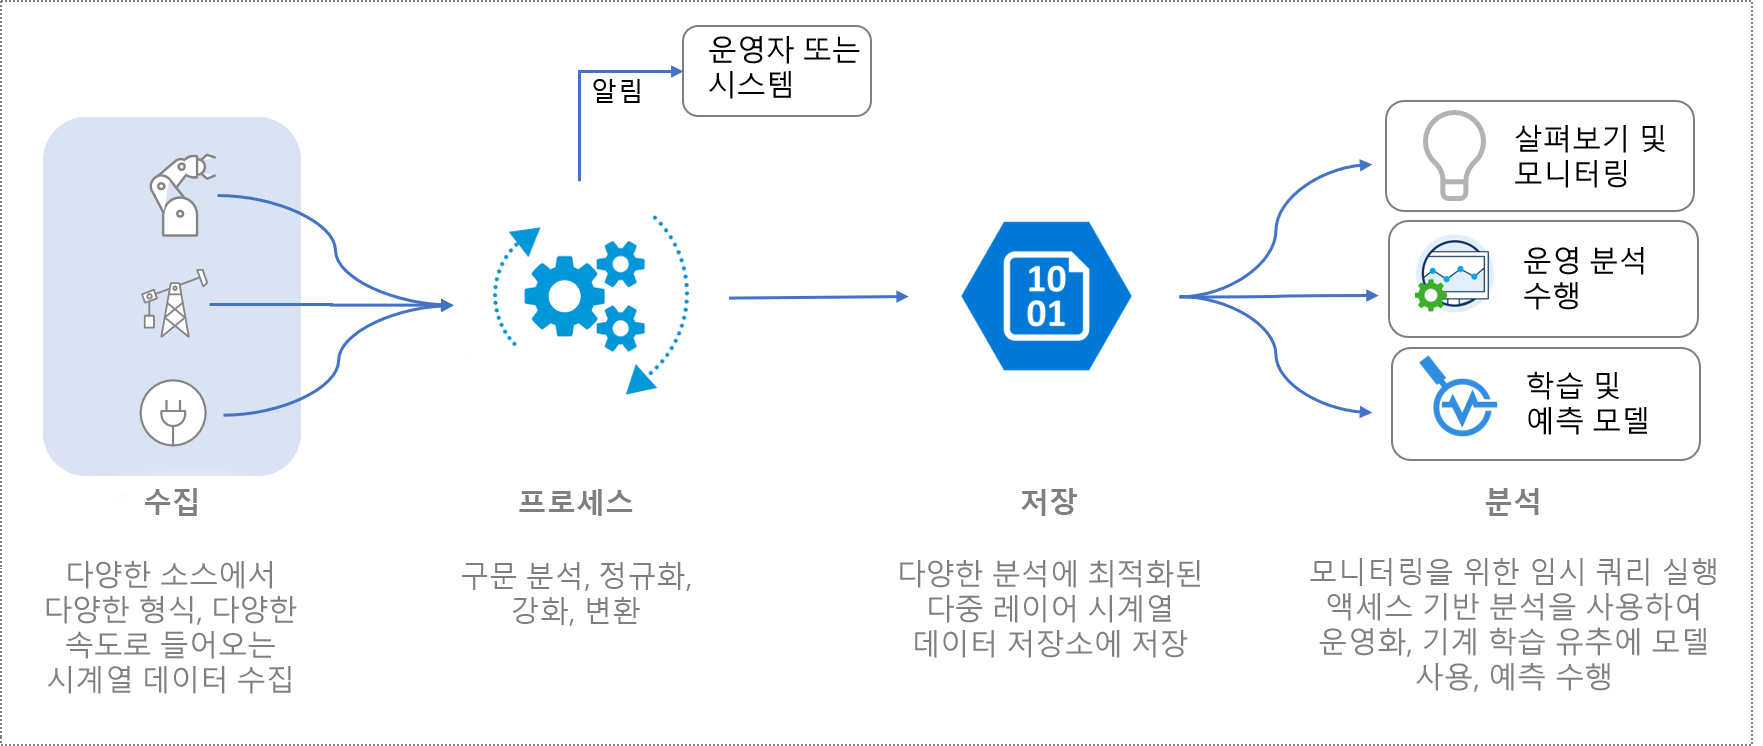 운영자 또는
시스템
알림
살펴보기 및
모니터링
운영 분석
수행
학습 및
예측 모델
10
01
수집
다양한 소스에서
다양한 형식, 다양한
속도로 들어오는
시계열 데이터 수집
프로세스
구문 분석, 정규화,
강화, 변환
저장
다양한 분석에 최적화된
다중 레이어 시계열
데이터 저장소에 저장
분석
모니터링을 위한 임시 쿼리 실행
액세스 기반 분석을 사용하여
운영화, 기계 학습 유추에 모델
사용, 예측 수행